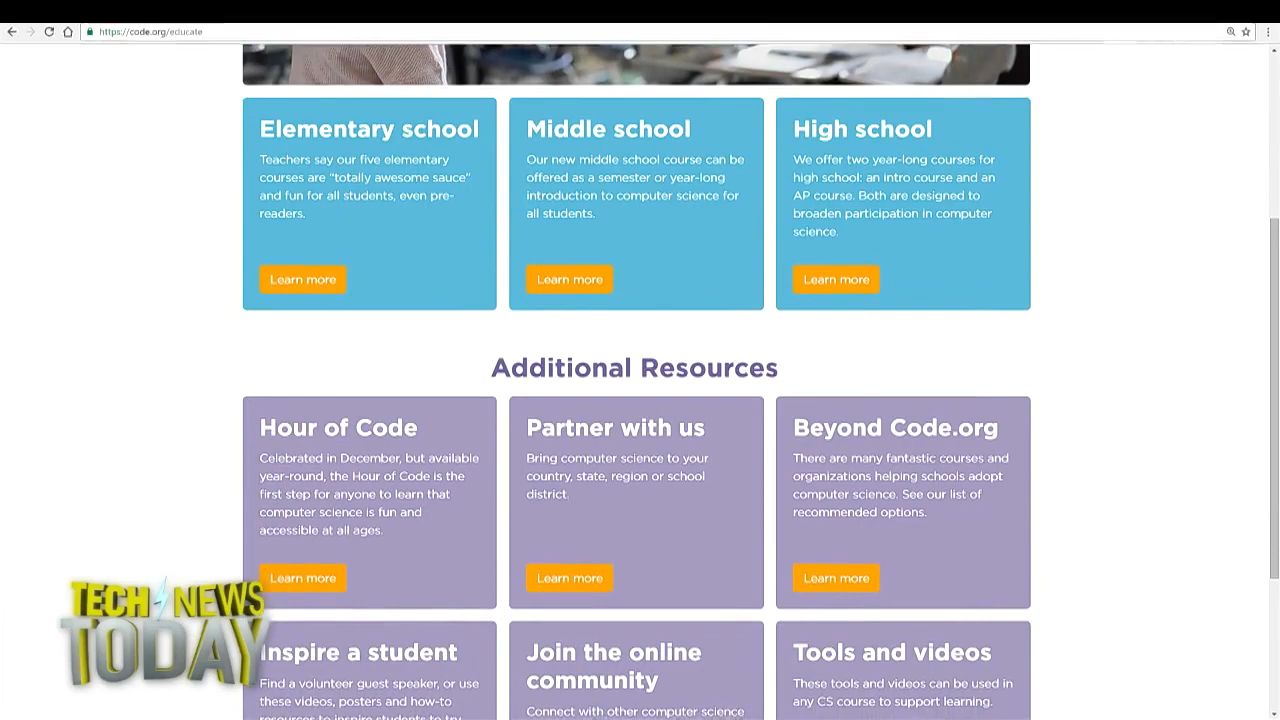 https://code.org/educate
Elementary school
Teachers say our five elementary
courses are “totally awesome sauce”
and fun for all students, even pre-
readers.
Learn more
Middle school
Our new middle school course can be
offered as a semester or year-long
introduction to computer science for
all students.
Learn more
High school
We offer two year-long courses for
high school: an intro course and an
AP course. Both are designed to
broaden participation in computer
science.
Learn more
Additional Resources
Hour of Code
Celebrated in December, but available
year-round, the Hour of Code is the
first step for anyone to learn that
computer science is fun and
accessible at all ages.
Learn more
Partner with us
Bring computer science to your
country, state, region or school
district.
Learn more
Beyond Code.org
There are many fantastic courses and
organizations helping schools adopt
computer science. See our list of
recommended options.
Learn more
Inspire a student
Find a volunteer guest speaker, or use
these videos, posters and how-to
resources to inspire students to try
Join the online
community
Connect with other computer science
Tools and videos
These tools and videos can be used in
any CS course to support learning.
TECH NEWS
TODAY